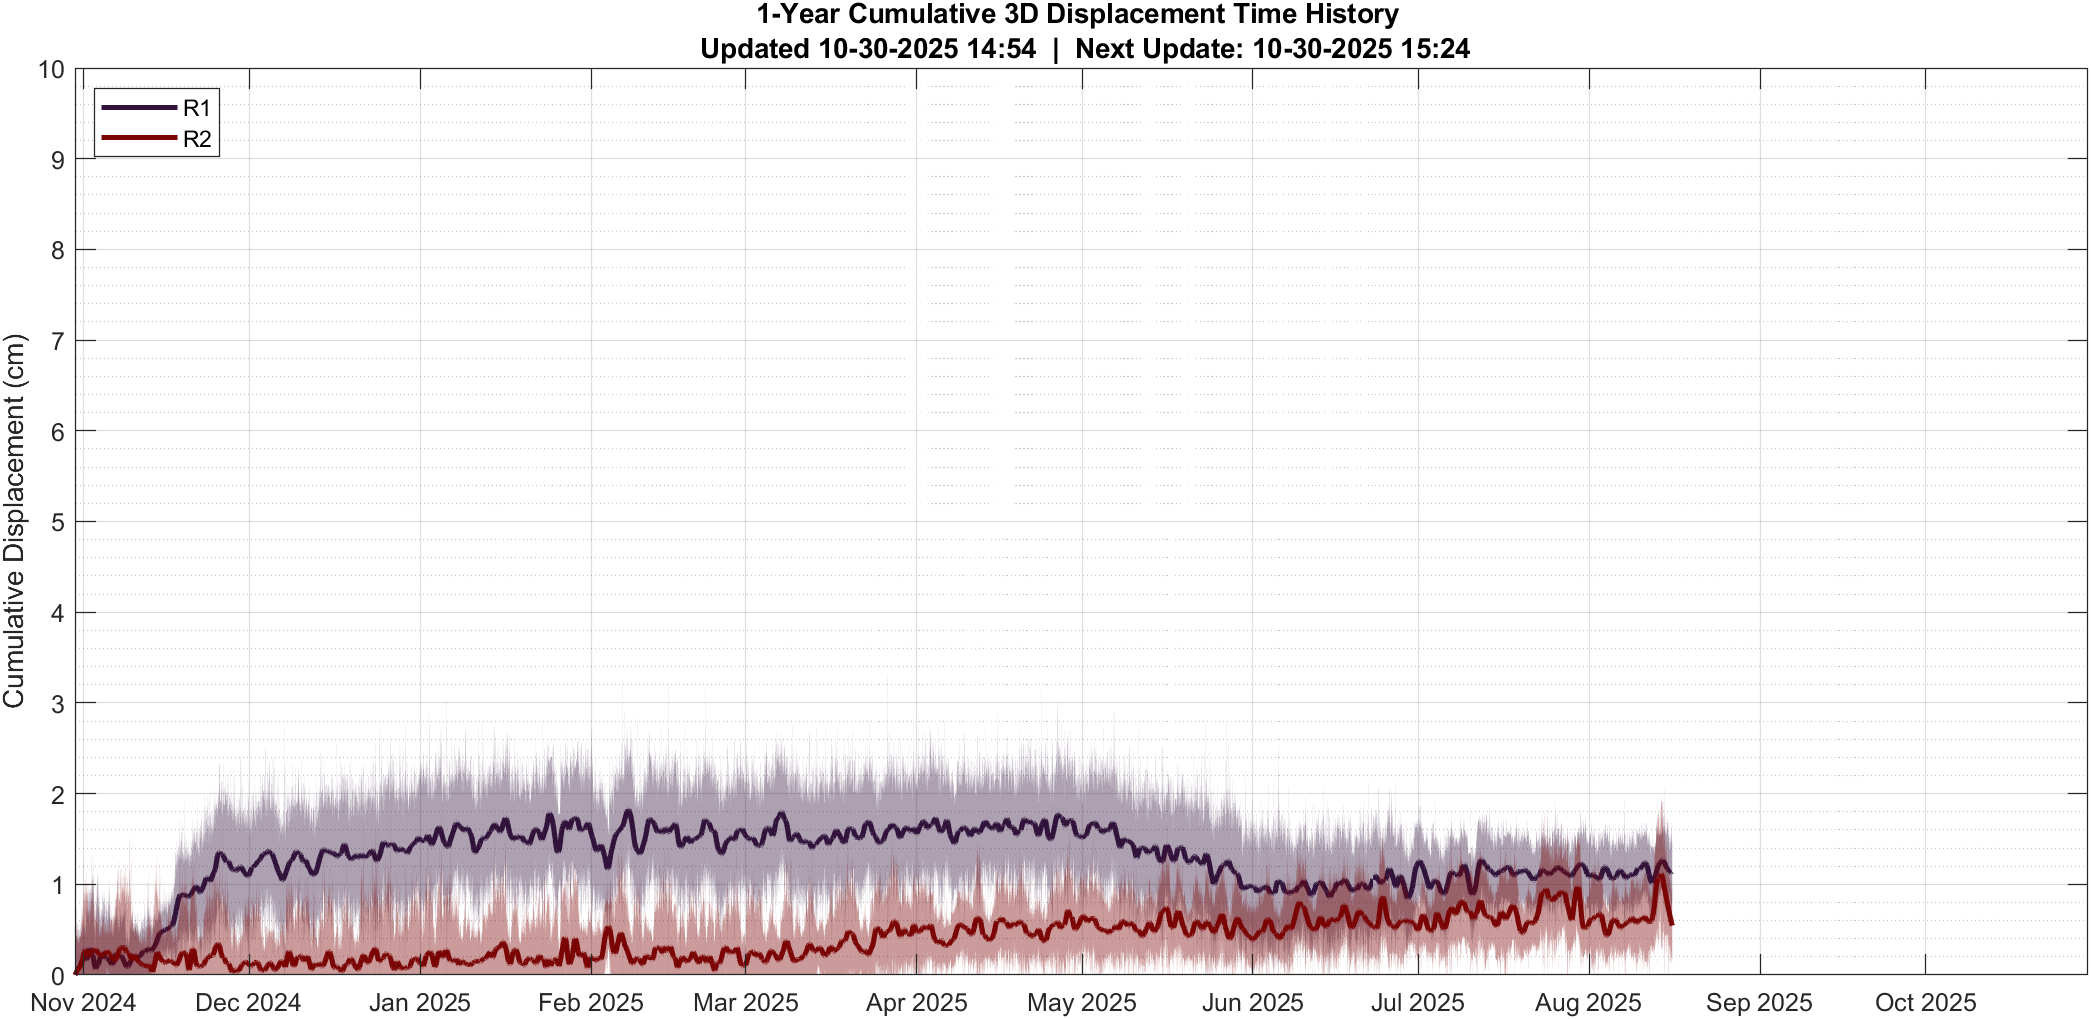 1-Year Cumulative 3D Displacement Time History
Updated 10-30-2025 14:54 | Next Update: 10-30-2025 15:24
R1
R2
Cumulative Displacement (cm)
10
9
8
7
6
5
4
3
2
1
0
Nov 2024 Dec 2024 Jan 2025 Feb 2025 Mar 2025 Apr 2025 May 2025 Jun 2025 Jul 2025 Aug 2025 Sep 2025 Oct 2025